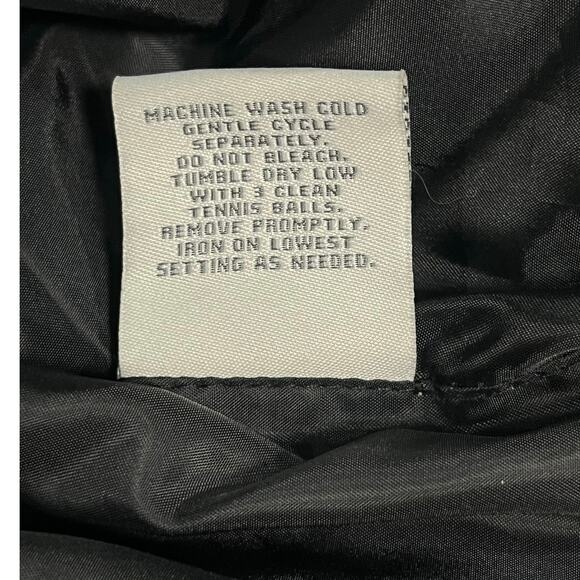 MACHINE WASH COLD
GENTLE CYCLE
SEPARATELY.
DO NOT BLEACH.
TUMBLE DRY LOW
WITH 3 CLEAN
TENNIS BALLS.
REMOVE PROMPTLY.
IRON ON LOWEST
SETTING AS NEEDED.